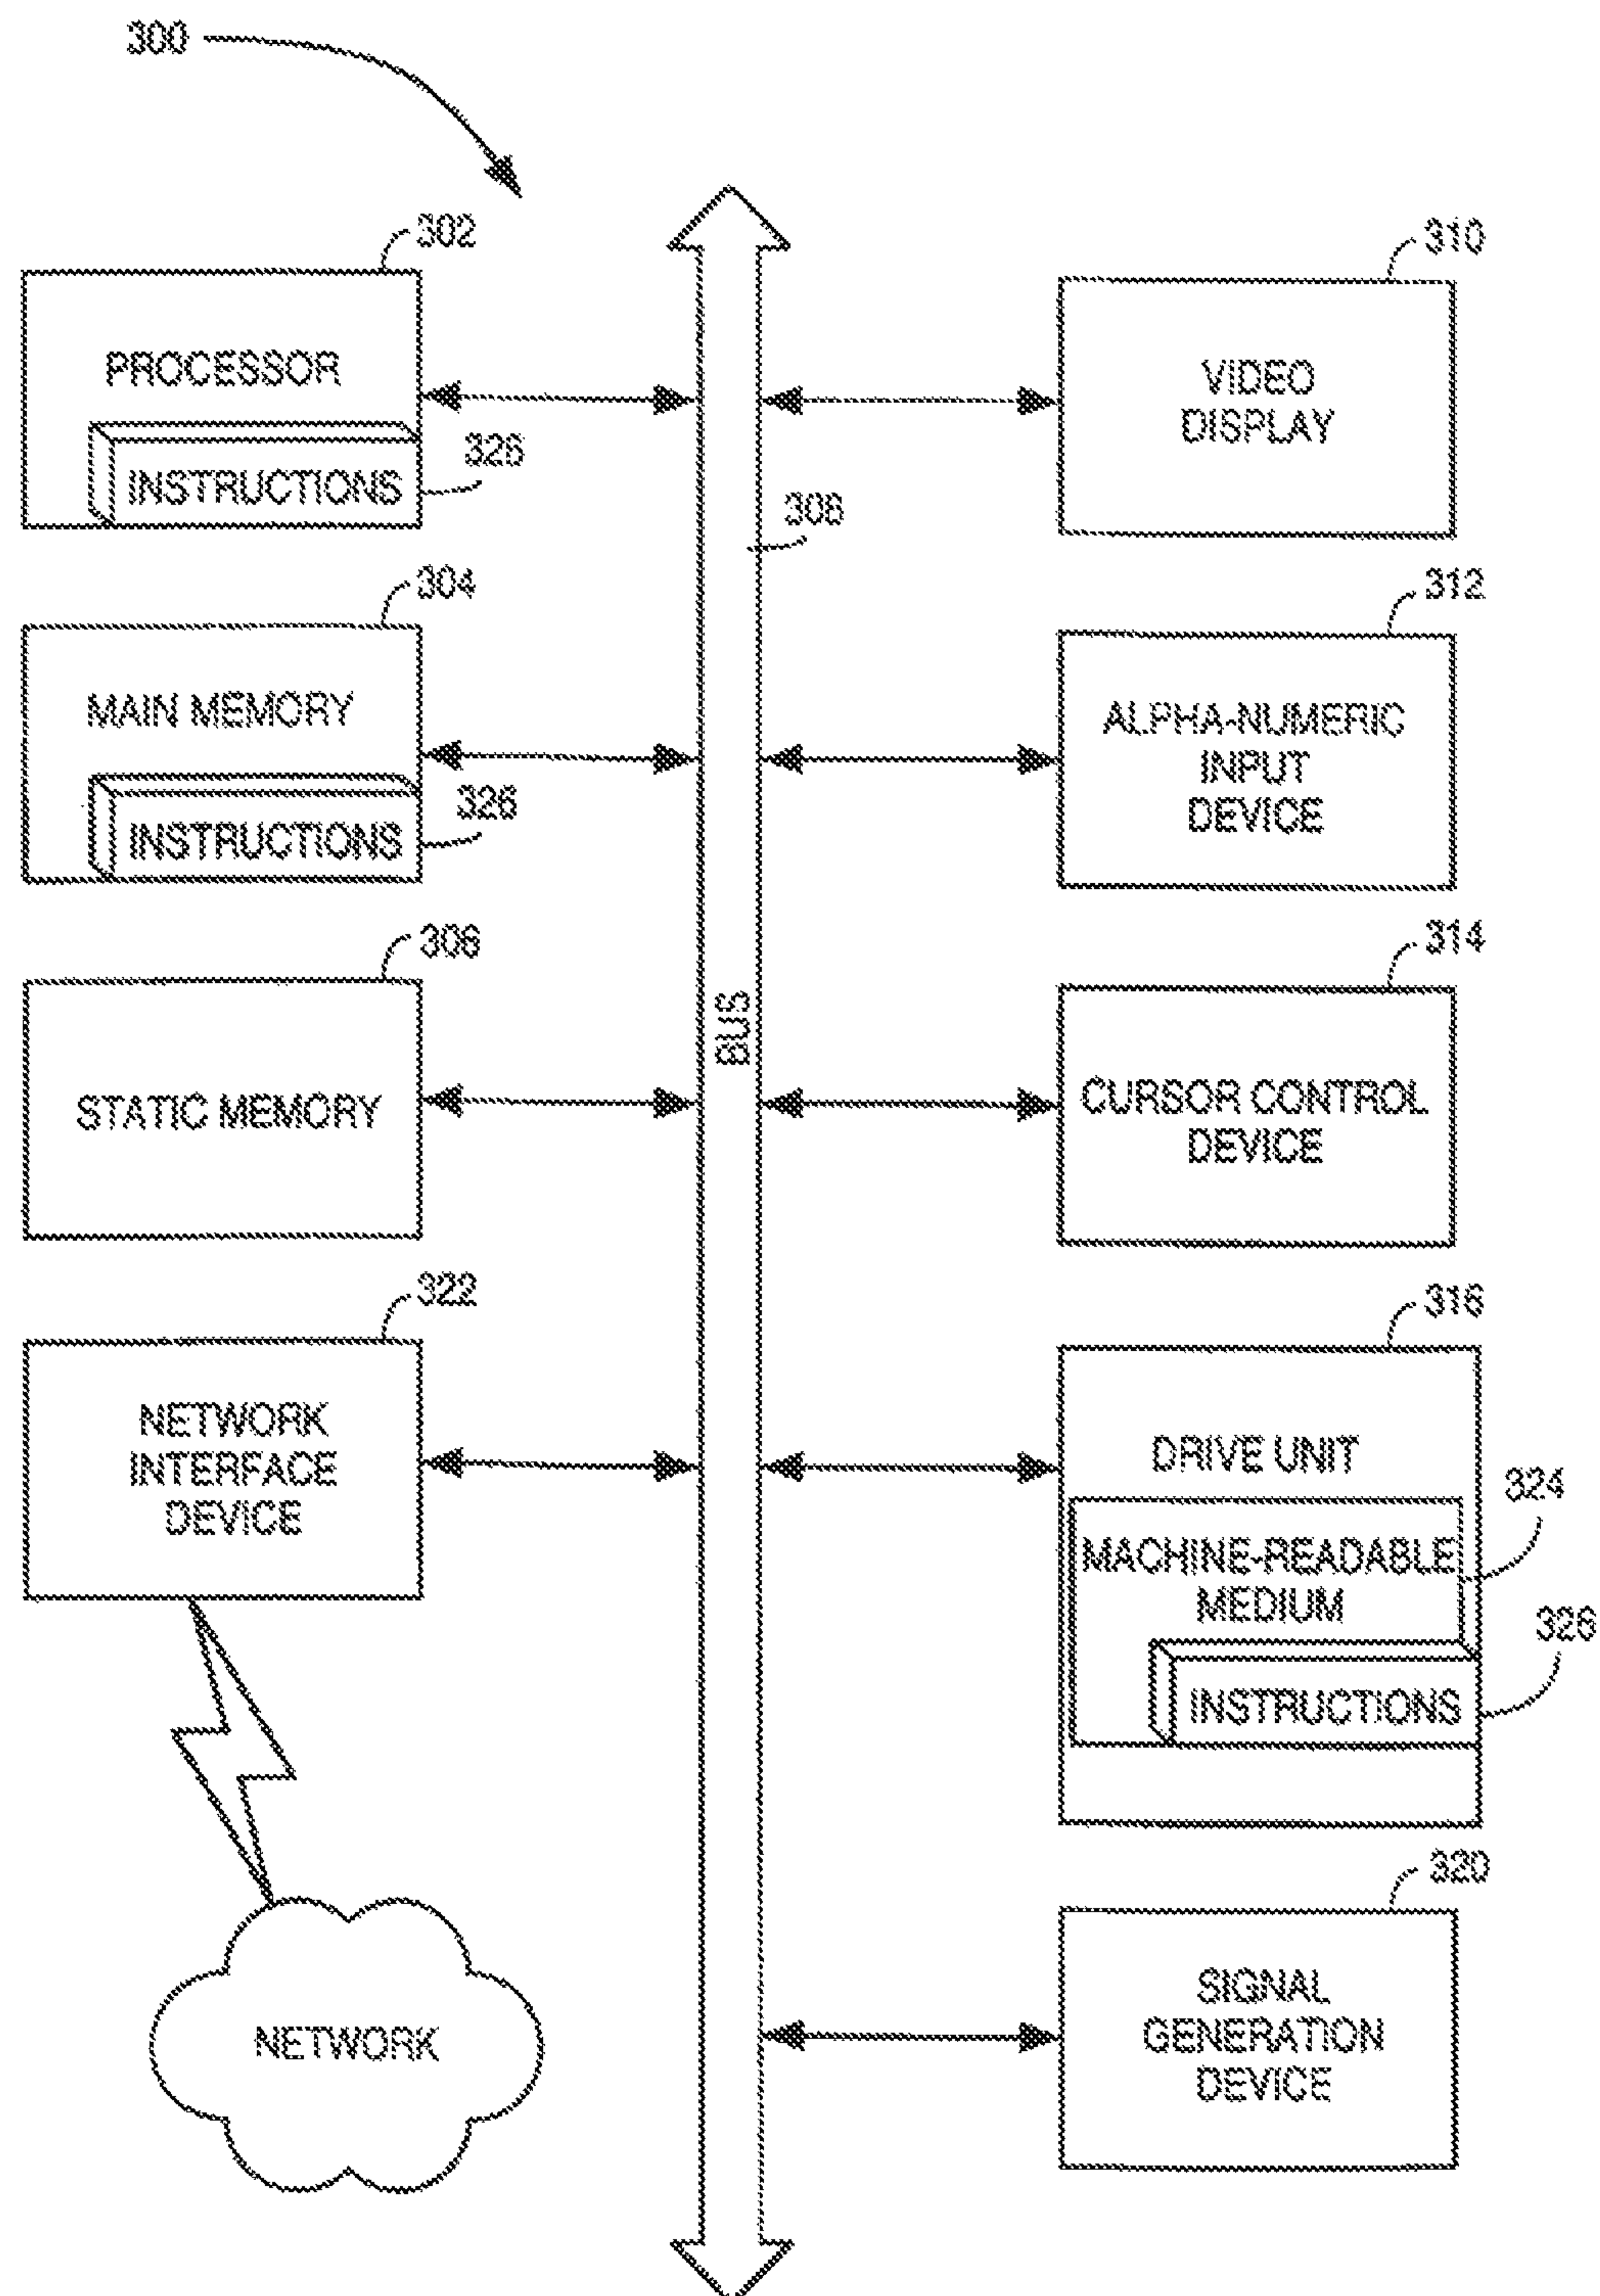 300
302
PROCESSOR
INSTRUCTIONS
326
304
MAIN MEMORY
INSTRUCTIONS
326
306
STATIC MEMORY
322
NETWORK
INTERFACE
DEVICE
NETWORK
308
BUS
310
VIDEO
DISPLAY
312
ALPHA-NUMERIC
INPUT
DEVICE
314
CURSOR CONTROL
DEVICE
316
DRIVE UNIT
324
MACHINE-READABLE
MEDIUM
326
INSTRUCTIONS
320
SIGNAL
GENERATION
DEVICE